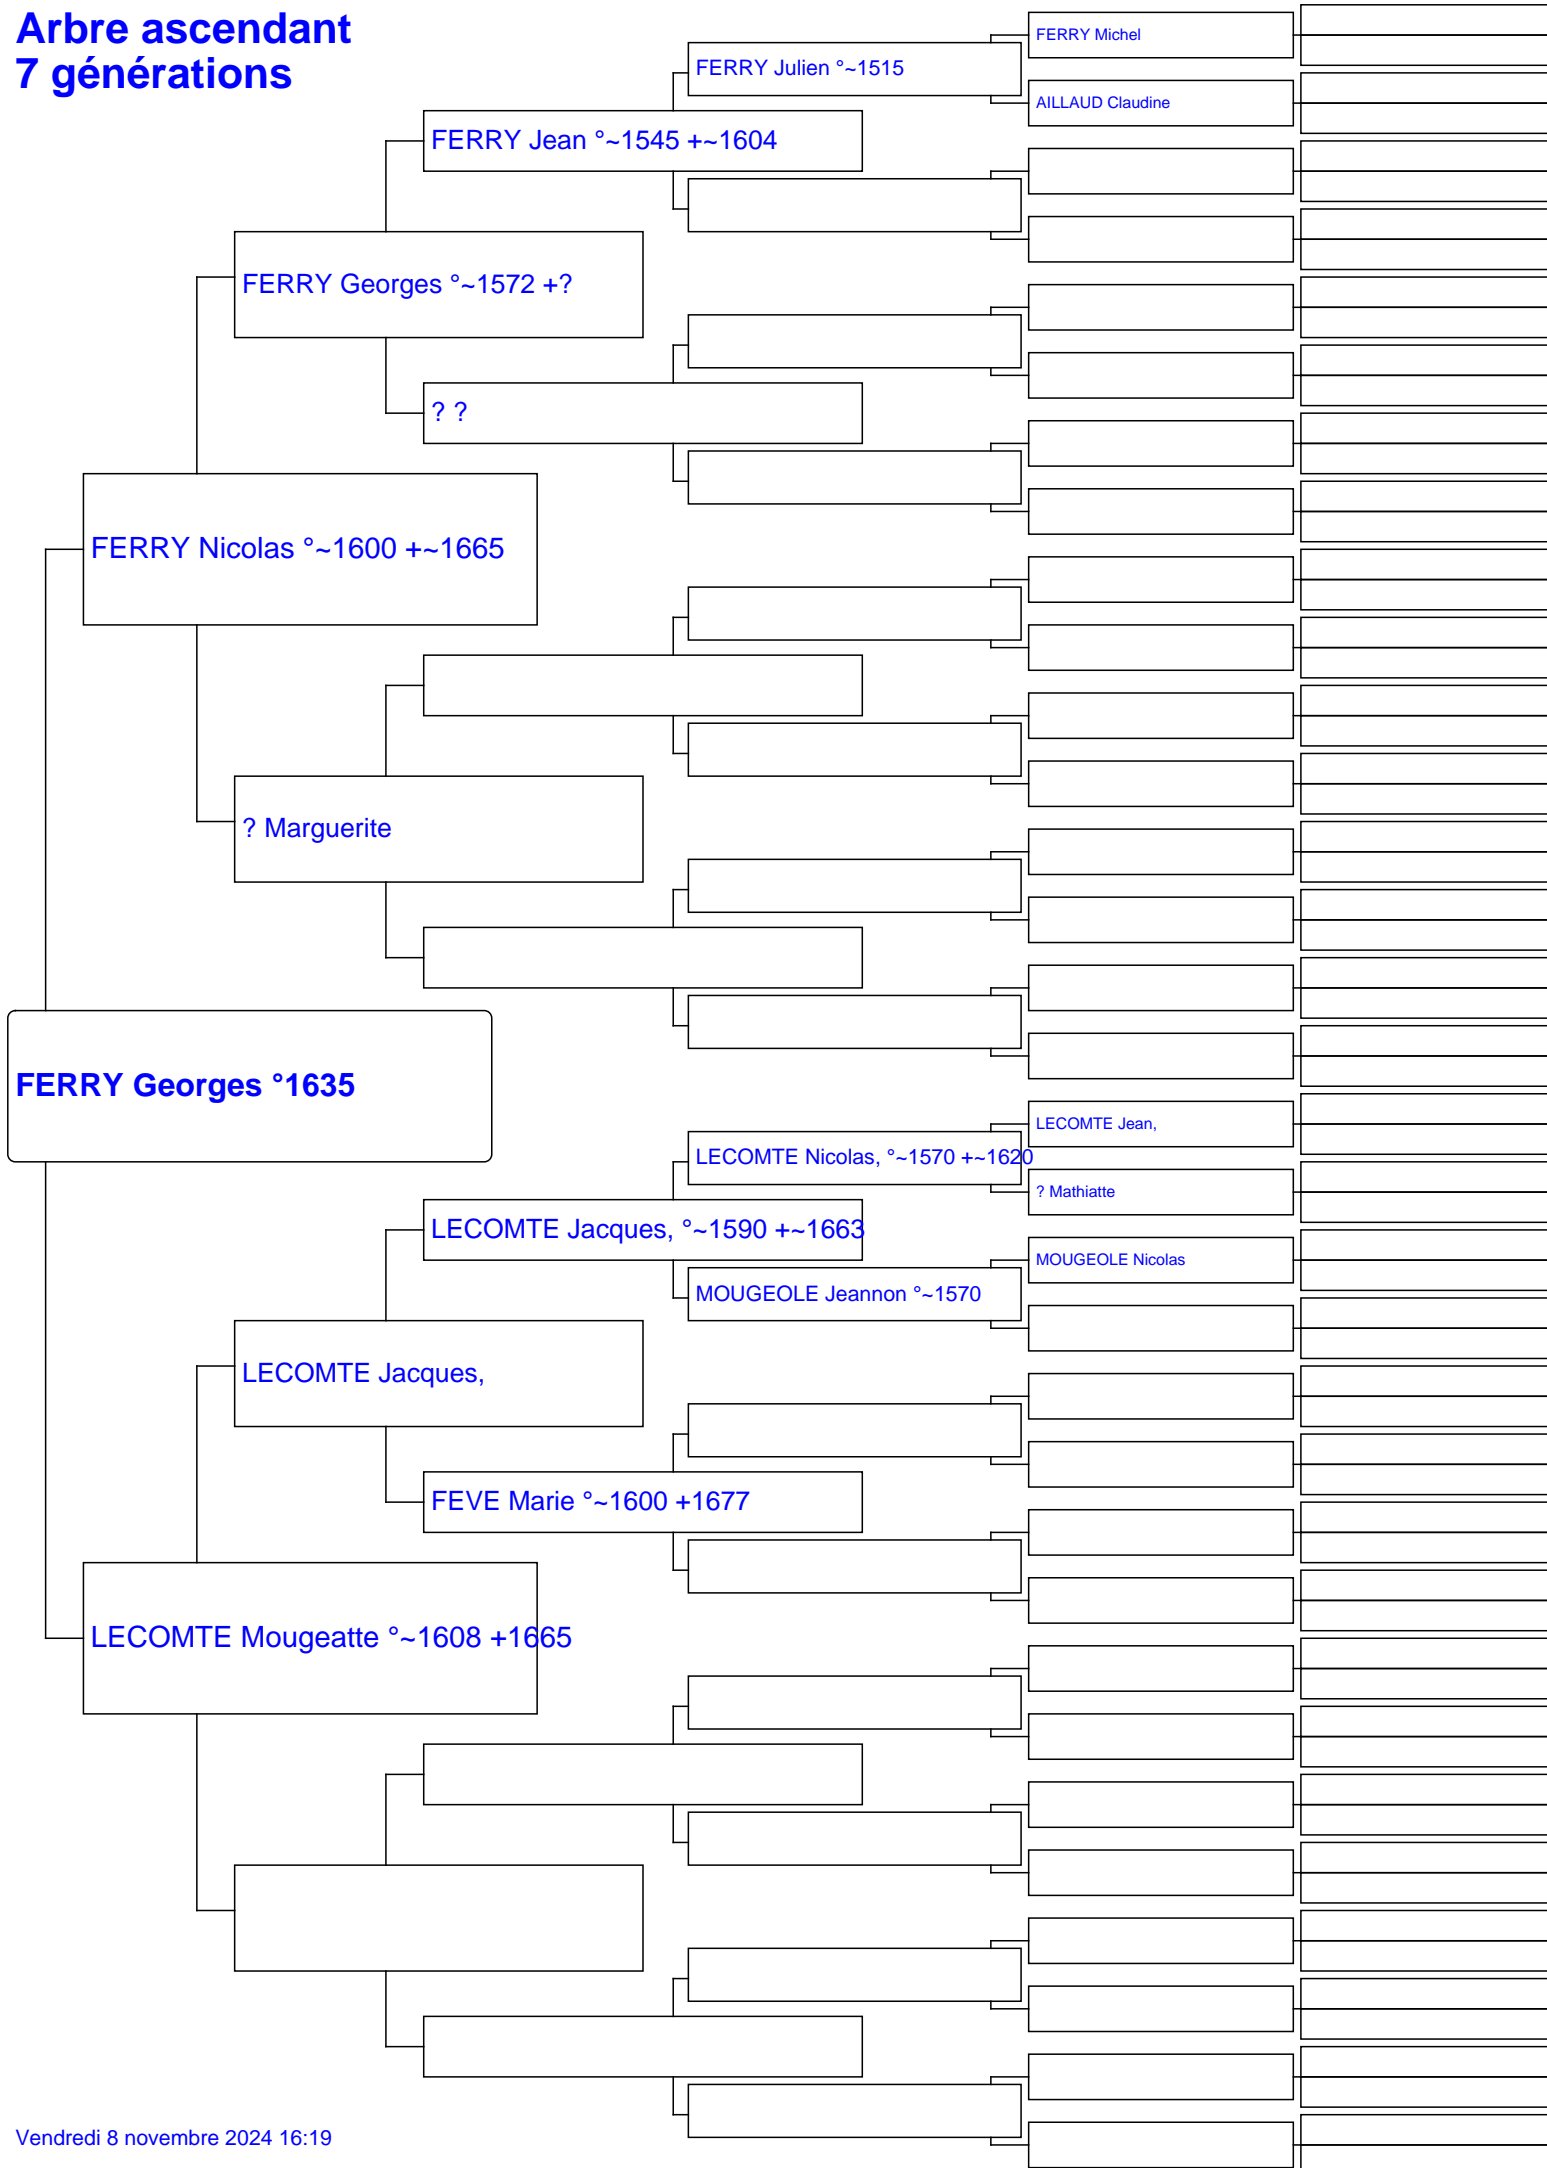 Arbre ascendant
7 générations
FERRY Michel
FERRY Julien °~1515
AILLAUD Claudine
FERRY Jean °~1545 +~1604
FERRY Georges °~1572 +?
? ?
FERRY Nicolas °~1600 +~1665
? Marguerite
FERRY Georges °1635
LECOMTE Jean,
LECOMTE Nicolas, °~1570 +~1620
? Mathiatte
LECOMTE Jacques, °~1590 +~1663
MOUGEOLE Nicolas
MOUGEOLE Jeannon °~1570
LECOMTE Jacques,
FEVE Marie °~1600 +1677
LECOMTE Mougeatte °~1608 +1665
Vendredi 8 novembre 2024 16:19